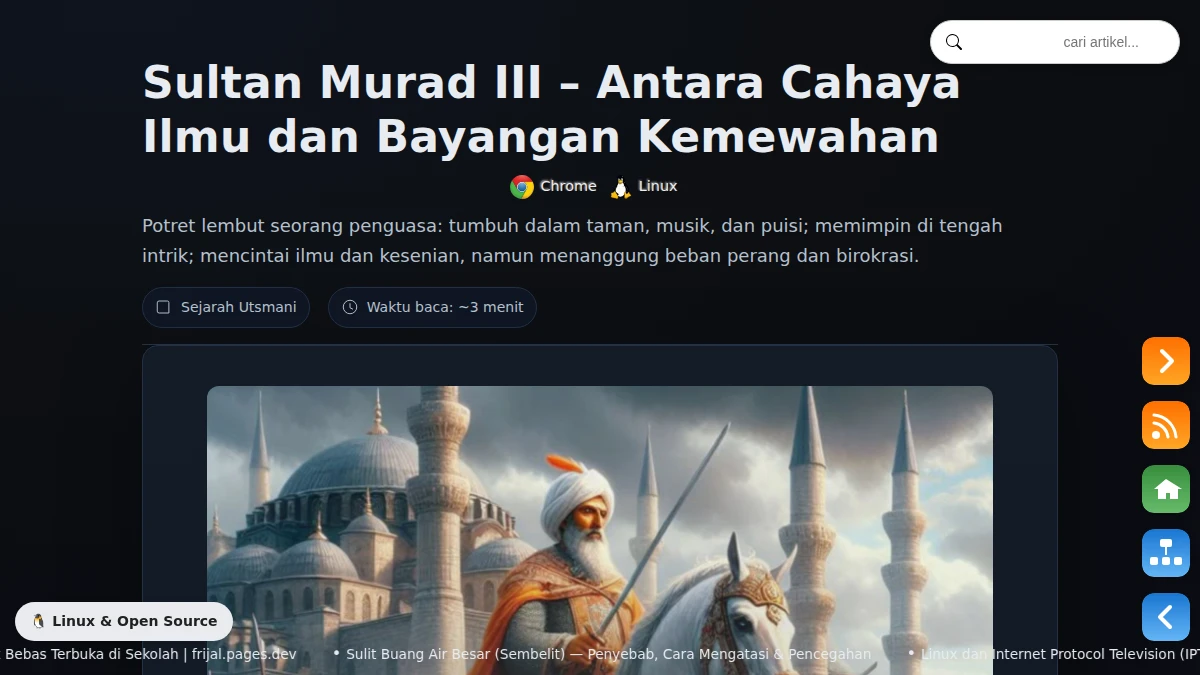 cari artikel...
Sultan Murad III – Antara Cahaya
Ilmu dan Bayangan Kemewahan
Chrome Linux
Potret lembut seorang penguasa: tumbuh dalam taman, musik, dan puisi; memimpin di tengah
intrik; mencintai ilmu dan kesenian, namun menanggung beban perang dan birokrasi.
Sejarah Utsmani Waktu baca: ~3 menit
Linux & Open Source
Bebas Terbuka di Sekolah | frijal.pages.dev • Sulit Buang Air Besar (Sembelit) — Penyebab, Cara Mengatasi & Pencegahan • Linux dan Internet Protocol Television (IPT